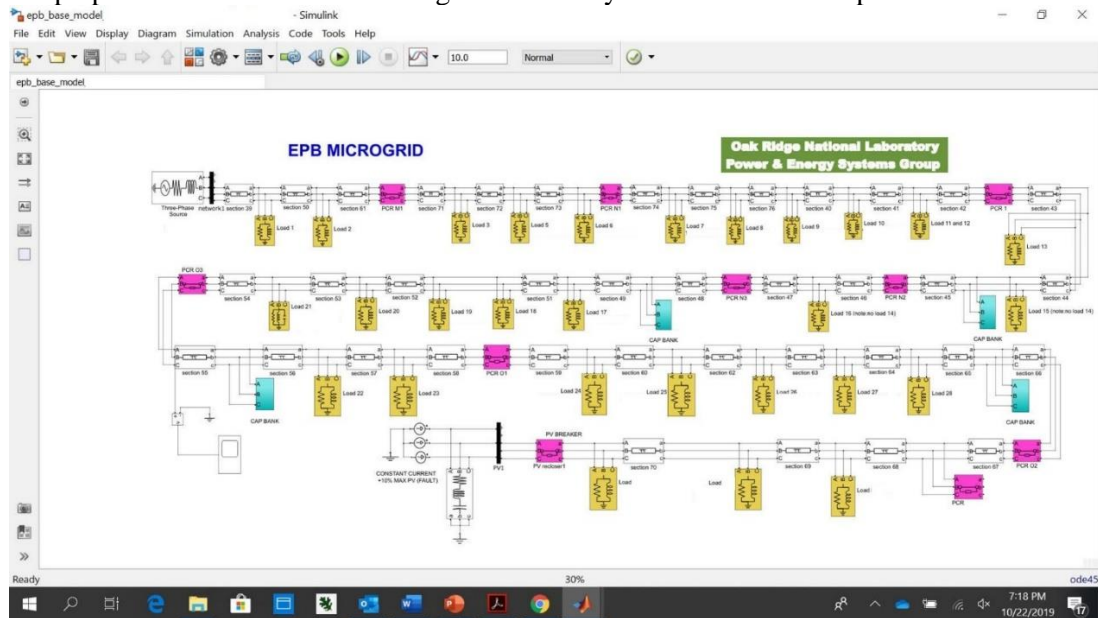 epb_base_model - Simulink
File Edit View Display Diagram Simulation Analysis Code Tools Help
10.0 Normal
epb_base_model
EPB MICROGRID
Oak Ridge National Laboratory
Power & Energy Systems Group
Three-Phase
Source
network1 section 39 section 50 section 61 PCR M1 section 71 section 72 section 73 PCR N1 section 74 section 75 section 76 section 40 section 41 section 42 PCR 1 section 43
Load 1 Load 2 Load 3 Load 5 Load 6 Load 7 Load 8 Load 9 Load 10 Load 11 and 12
Load 13
PCR O3
section 54 section 53 section 52 section 51 section 49 section 48 PCR N3 section 47 section 46 PCR N2 section 45 section 44
Load 21 Load 20 Load 19 Load 18 Load 17 Load 16 (note:no load 14) Load 15 (note:no load 14)
CAP BANK CAP BANK
section 55 section 56 section 57 section 58 PCR O1 section 59 section 60 section 62 section 63 section 64 section 65 section 66
Load 22 Load 23 Load 24 Load 25 Load 26 Load 27 Load 28
CAP BANK CAP BANK
PV BREAKER
PV1 PV recloser1 section 70 section 69 section 68 section 67 PCR O2
CONSTANT CURRENT
+10% MAX PV (FAULT)
Load Load Load
PCR
Ready 30% ode45
7:18 PM
10/22/2019
17